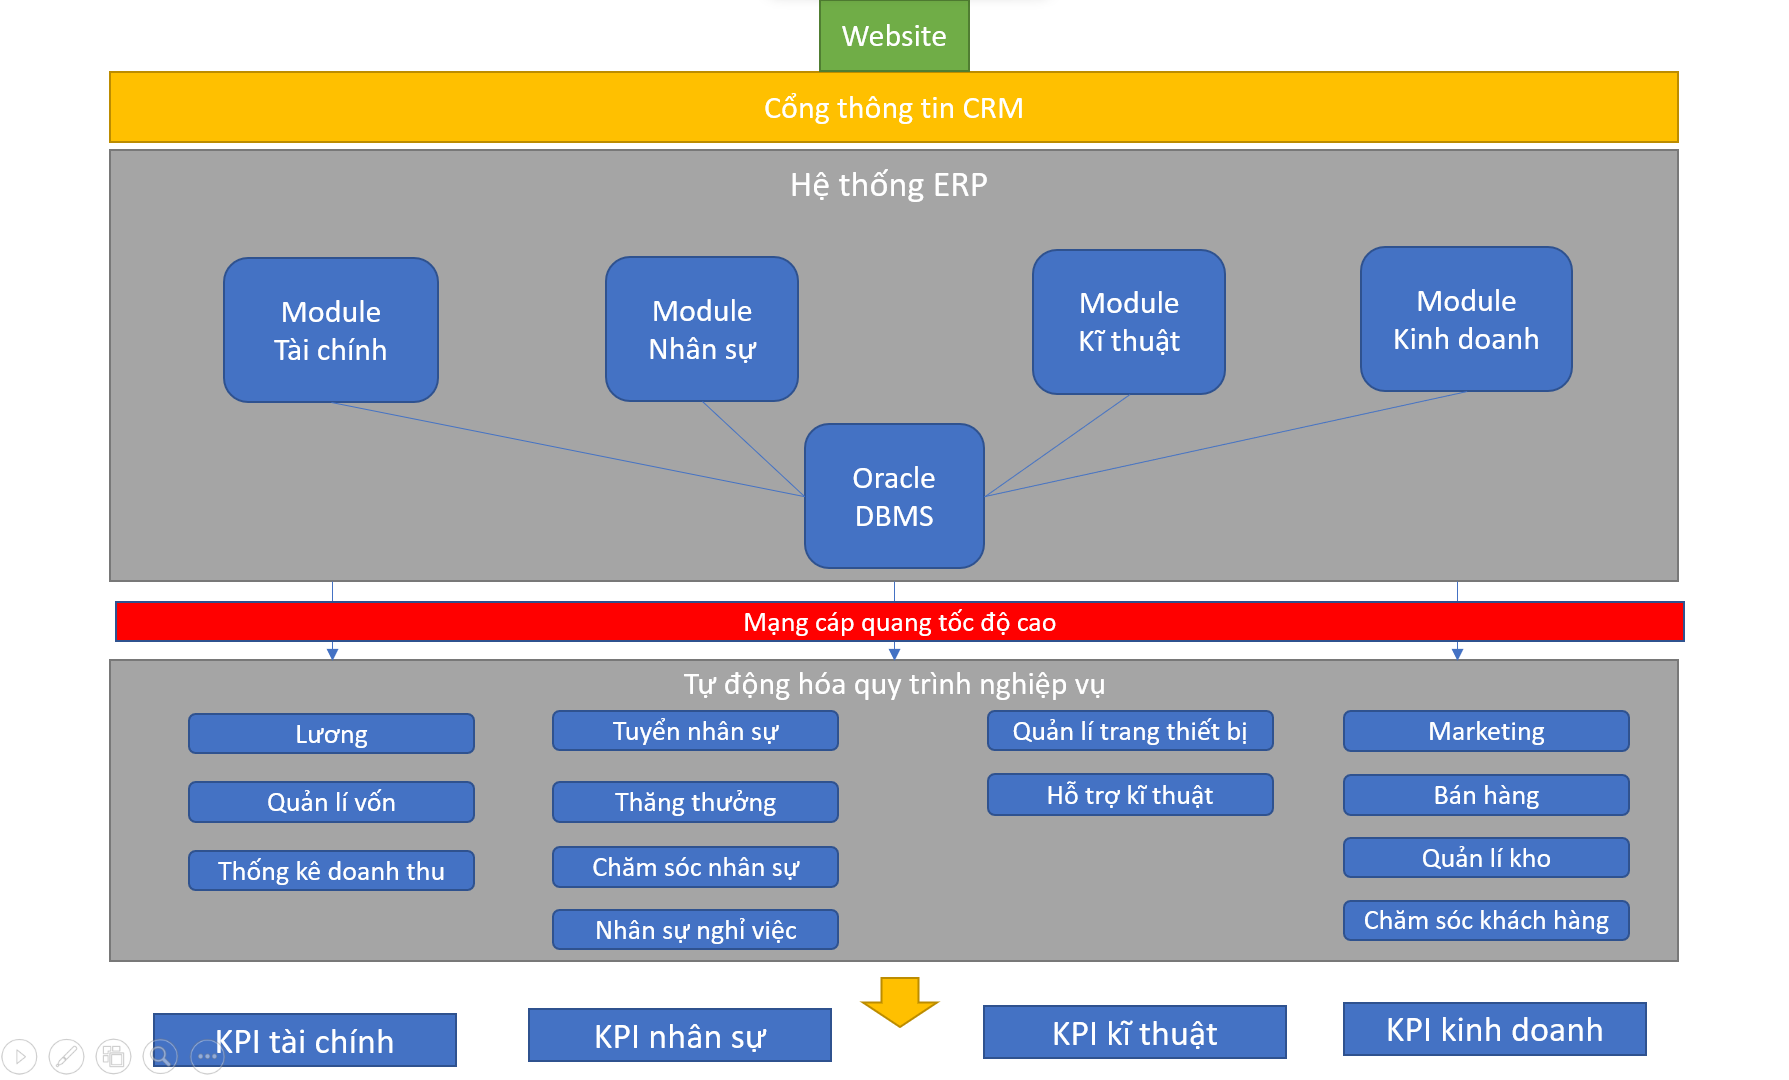 Website
Cổng thông tin CRM
Hệ thống ERP
Module
Tài chính
Module
Nhân sự
Module
Kĩ thuật
Module
Kinh doanh
Oracle
DBMS
Mạng cáp quang tốc độ cao
Tự động hóa quy trình nghiệp vụ
Lương
Quản lí vốn
Thống kê doanh thu
Tuyển nhân sự
Thăng thưởng
Chăm sóc nhân sự
Nhân sự nghỉ việc
Quản lí trang thiết bị
Hỗ trợ kĩ thuật
Marketing
Bán hàng
Quản lí kho
Chăm sóc khách hàng
KPI tài chính
KPI nhân sự
KPI kĩ thuật
KPI kinh doanh